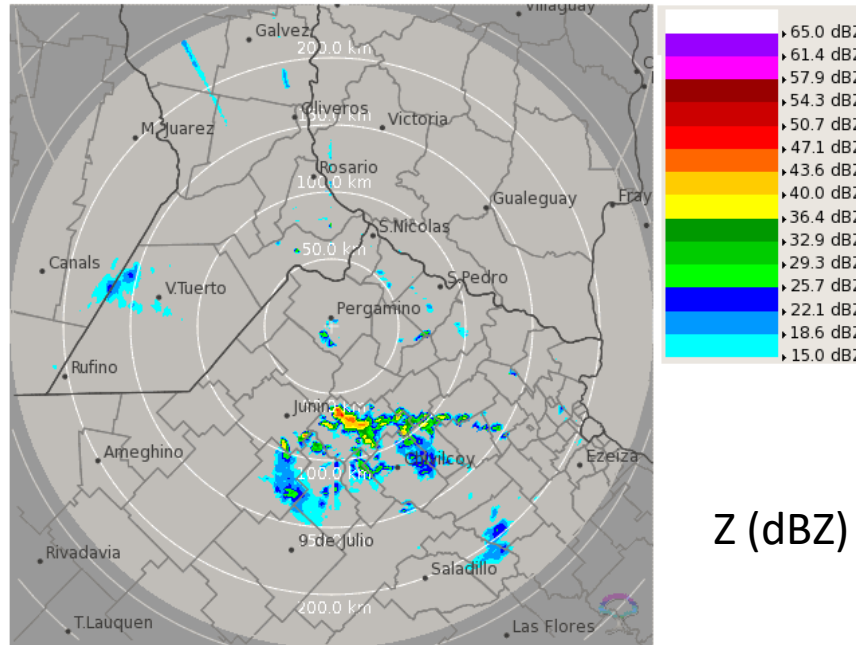 Villaguay
Galvez
200.0 km
Oliveros
150.0 km
M.Juarez
Victoria
Rosario
100.0 km
Gualeguay
Fray
S.Nicolas
50.0 km
Canals
V.Tuerto
S.Pedro
Pergamino
Rufino
Junin
Ameghino
100.0 km
Chivilcoy
Ezeiza
9 de Julio
Rivadavia
Saladillo
200.0 km
T.Lauquen
Las Flores
65.0 dBZ
61.4 dBZ
57.9 dBZ
54.3 dBZ
50.7 dBZ
47.1 dBZ
43.6 dBZ
40.0 dBZ
36.4 dBZ
32.9 dBZ
29.3 dBZ
25.7 dBZ
22.1 dBZ
18.6 dBZ
15.0 dBZ
Z (dBZ)